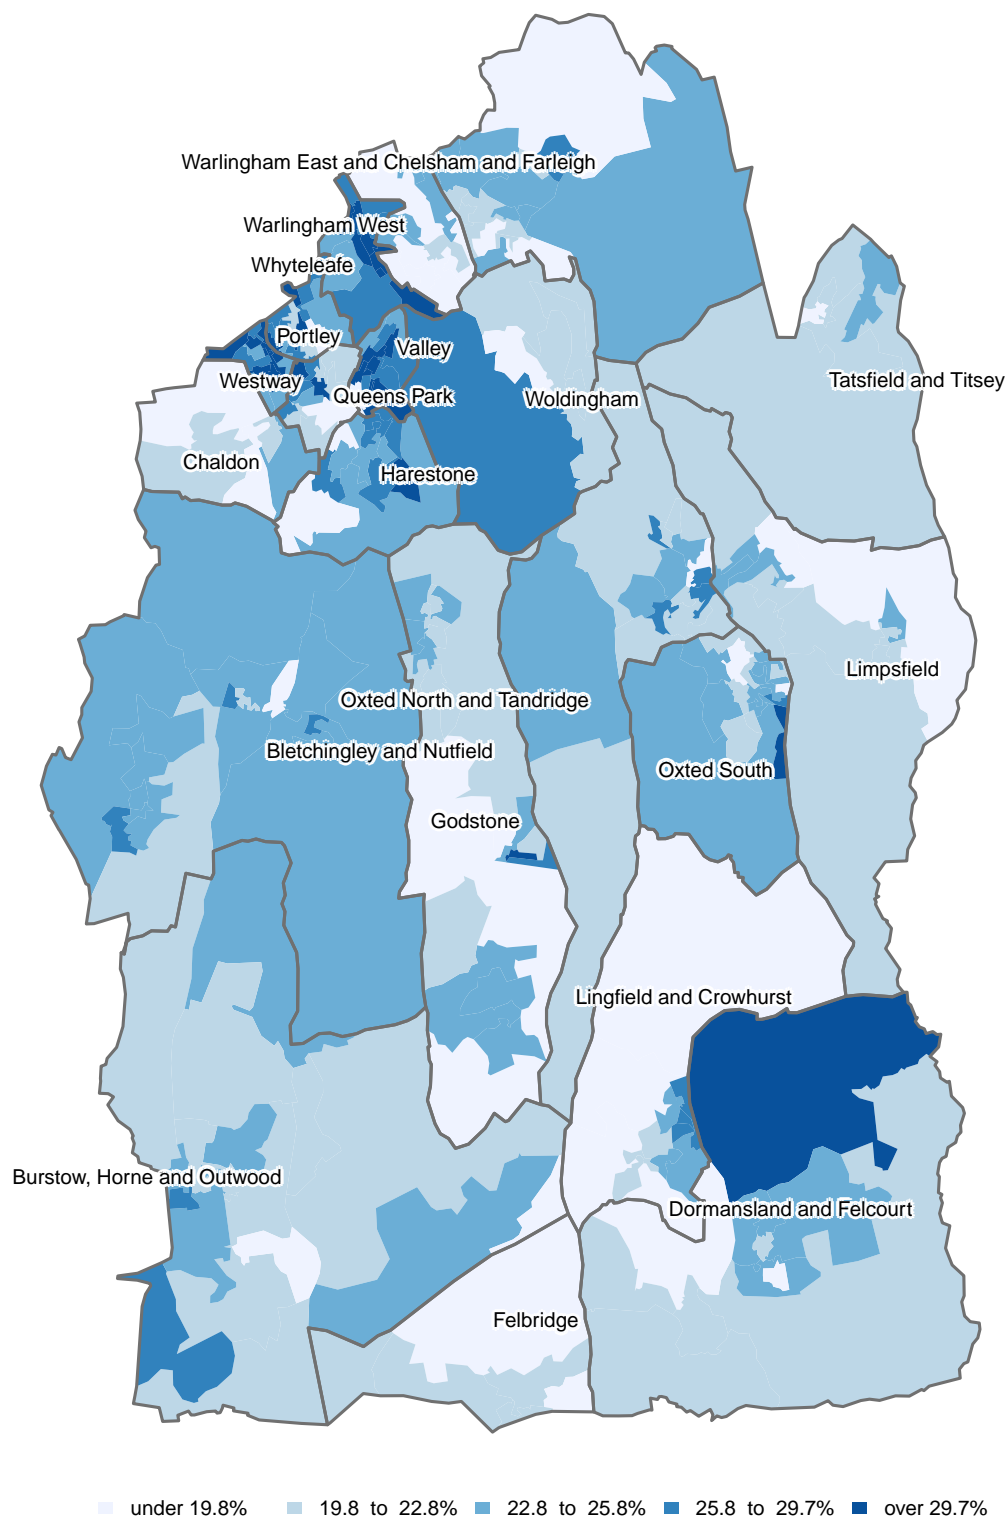 Warlingham East and Chelsham and Farleigh
Warlingham West
Whyteleafe
Portley
Valley
Westway
Queens Park
Woldingham
Tatsfield and Titsey
Chaldon
Harestone
Limpsfield
Oxted North and Tandridge
Bletchingley and Nutfield
Oxted South
Godstone
Lingfield and Crowhurst
Burstow, Horne and Outwood
Dormansland and Felcourt
Felbridge
under 19.8% 19.8 to 22.8% 22.8 to 25.8% 25.8 to 29.7% over 29.7%